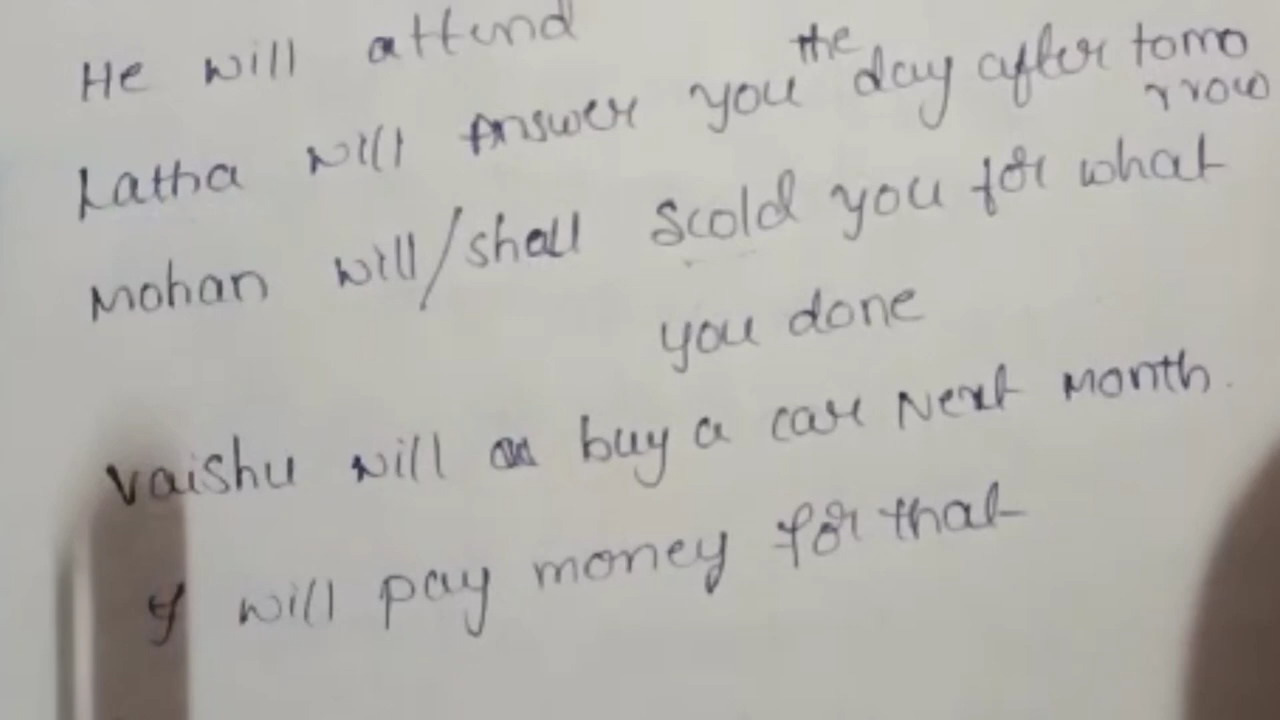 He will attend
Latha will Answer you the day after tomo
rrow
Mohan will/shall scold you for what
you done
Vaishu will buy a car Next Month.
I will pay money for that